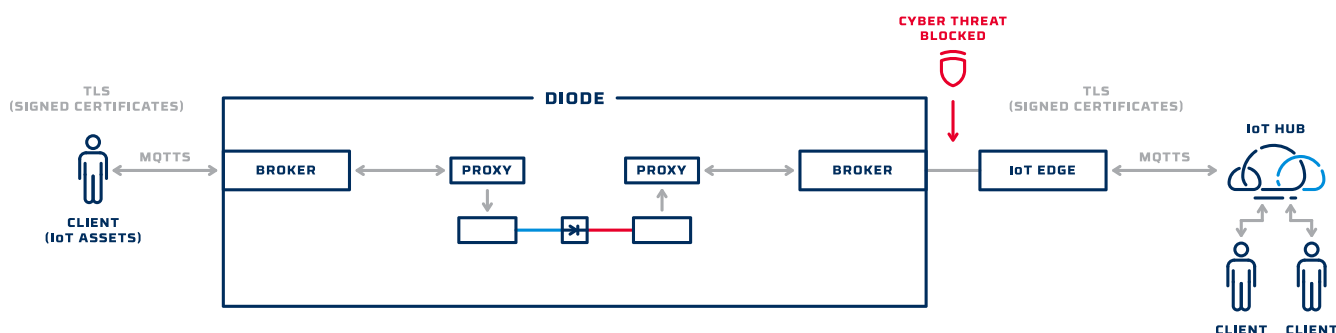 CYBER THREAT
BLOCKED
TLS
(SIGNED CERTIFICATES)
DIODE
TLS
(SIGNED CERTIFICATES)
IoT HUB
MQTTS
BROKER
PROXY
PROXY
BROKER
IoT EDGE
MQTTS
CLIENT
(IoT ASSETS)
CLIENT
CLIENT